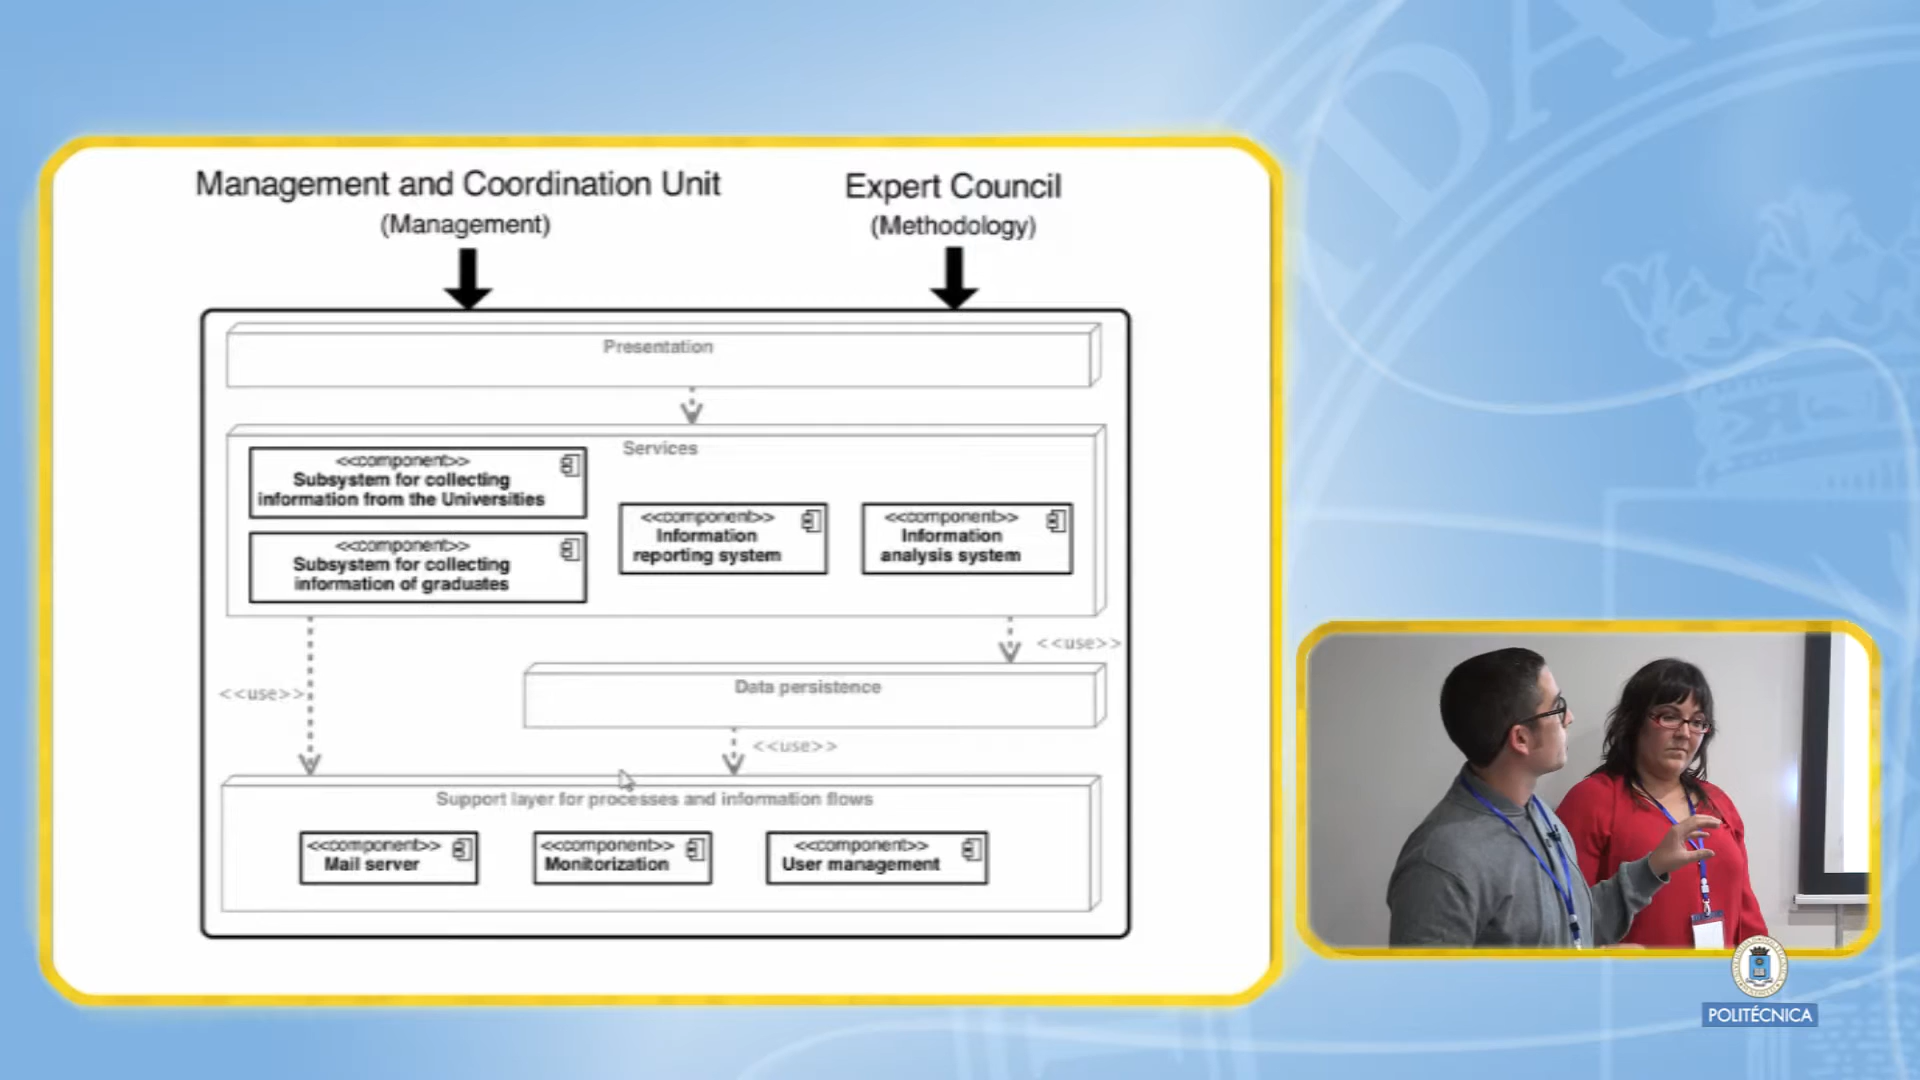 Management and Coordination Unit
(Management)
Expert Council
(Methodology)
Presentation
Services
<<component>>
Subsystem for collecting
information from the Universities
<<component>>
Subsystem for collecting
information of graduates
<<component>>
Information
reporting system
<<component>>
Information
analysis system
<<use>>
<<use>>
Data persistence
<<use>>
Support layer for processes and information flows
<<component>>
Mail server
<<component>>
Monitorization
<<component>>
User management
POLITÉCNICA